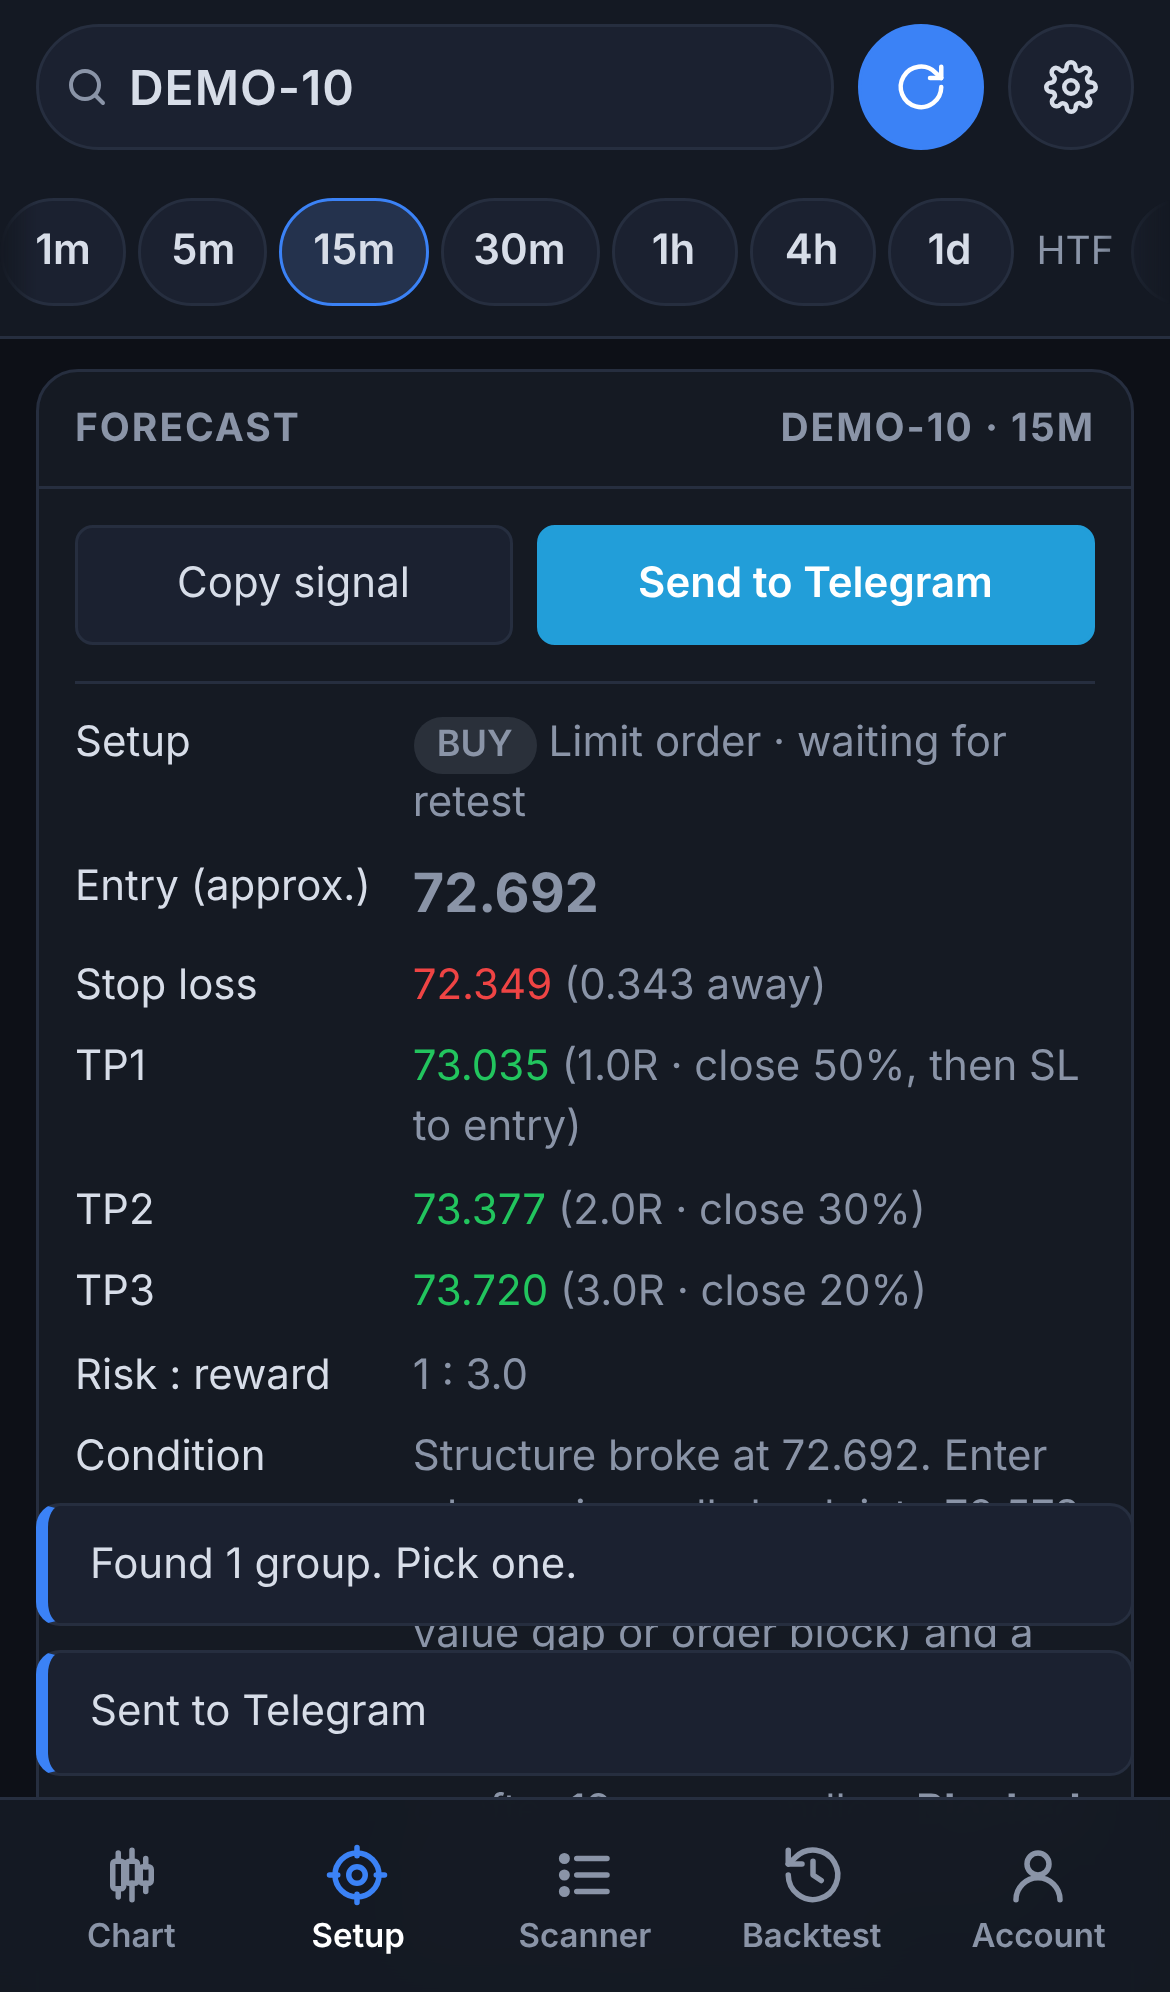 DEMO-10
1m 5m 15m 30m 1h 4h 1d HTF
FORECAST DEMO-10 · 15M
Copy signal Send to Telegram
Setup BUY Limit order · waiting for
retest
Entry (approx.) 72.692
Stop loss 72.349 (0.343 away)
TP1 73.035 (1.0R · close 50%, then SL
to entry)
TP2 73.377 (2.0R · close 30%)
TP3 73.720 (3.0R · close 20%)
Risk : reward 1 : 3.0
Condition Structure broke at 72.692. Enter
Found 1 group. Pick one.
value gap or order block) and a
Sent to Telegram
Chart Setup Scanner Backtest Account